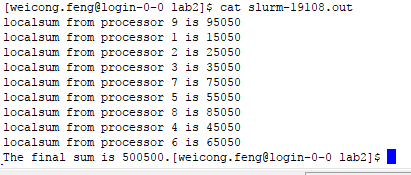 [weicong.feng@login-0-0 lab2]$ cat slurm-19108.out
localsum from processor 9 is 95050
localsum from processor 1 is 15050
localsum from processor 2 is 25050
localsum from processor 3 is 35050
localsum from processor 7 is 75050
localsum from processor 5 is 55050
localsum from processor 8 is 85050
localsum from processor 4 is 45050
localsum from processor 6 is 65050
The final sum is 500500.[weicong.feng@login-0-0 lab2]$